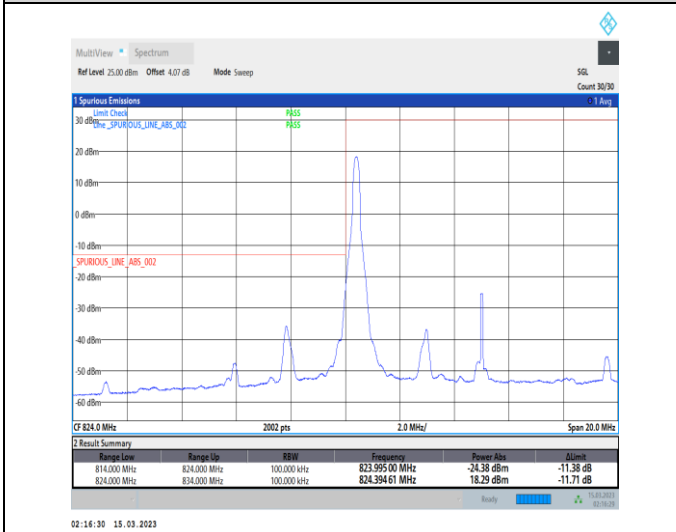 MultiView Spectrum
Ref Level 25.00 dBm Offset 4.07 dB Mode Sweep SGL
Count 30/30
1 Spurious Emissions 1 Avg
Limit Check PASS
Line _SPURIOUS_LINE_ABS_002 PASS
30 dBm
20 dBm
10 dBm
0 dBm
-10 dBm
_SPURIOUS_LINE_ABS_002
-20 dBm
-30 dBm
-40 dBm
-50 dBm
-60 dBm
CF 824.0 MHz 2002 pts 2.0 MHz/ Span 20.0 MHz
2 Result Summary
Range Low Range Up RBW Frequency Power Abs ΔLimit
814.000 MHz 824.000 MHz 100.000 kHz 823.99500 MHz -24.38 dBm -11.38 dB
824.000 MHz 834.000 MHz 100.000 kHz 824.39461 MHz 18.29 dBm -11.71 dB
Ready 15.03.2023
02:16:29
02:16:30 15.03.2023